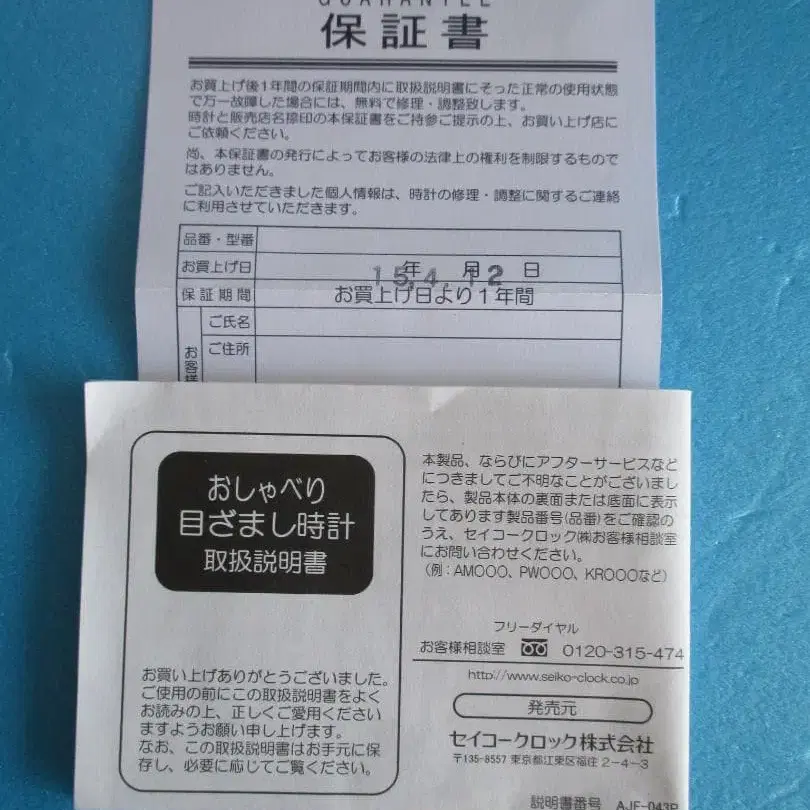 GUARANTEE
保証書
お買上げ後1年間の保証期間内に取扱説明書にそった正常の使用状態
で万一故障した場合には、無料で修理・調整致します。
時計と販売店名捺印の本保証書をご持参ご提示の上、お買い上げ店に
ご依頼ください。
尚、本保証書の発行によってお客様の法律上の権利を制限するもので
はありません。
ご記入いただきました個人情報は、時計の修理・調整に関するご連絡
に利用させていただきます。
品番・型番
お買上げ日 年 月 日
15.4.12
保証期間 お買上げ日より1年間
ご氏名
お客様
ご住所
おしゃべり
目ざまし時計
取扱説明書
お買い上げありがとうございました。
ご使用の前にこの取扱説明書をよく
お読みの上、正しくご愛用ください
ますようお願い申し上げます。
なお、この取扱説明書はお手元に保
存し、必要に応じてご覧ください。
本製品、ならびにアフターサービスなど
につきましてご不明なことがございまし
たら、製品本体の裏面または底面に表示
してあります製品番号(品番)をご確認の
うえ、セイコークロック㈱お客様相談室
にお問い合わせください。
(例:AM○○○、PW○○○、KR○○○など)
フリーダイヤル
お客様相談室 0120-315-474
http://www.seiko-clock.co.jp
発売元
セイコークロック株式会社
〒135-8557 東京都江東区福住 2-4-3
説明書番号 AJF-043P